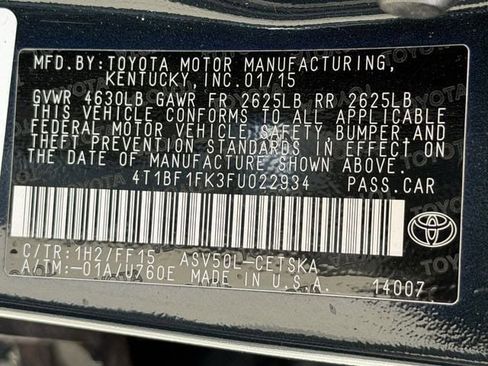 MFD.BY:TOYOTA MOTOR MANUFACTURING,
KENTUCKY,INC.01/15
GVWR 4630LB GAWR FR 2625LB RR 2625LB
THIS VEHICLE CONFORMS TO ALL APPLICABLE
FEDERAL MOTOR VEHICLE SAFETY,BUMPER,AND
THEFT PREVENTION STANDARDS IN EFFECT ON
THE DATE OF MANUFACTURE SHOWN ABOVE.
4T1BF1FK3FU022934 PASS.CAR
C/TR:1H2/FF15 ASV50L-CETSKA
A/TM:-01A/U760E MADE IN U.S.A. 14007
TOYOTA